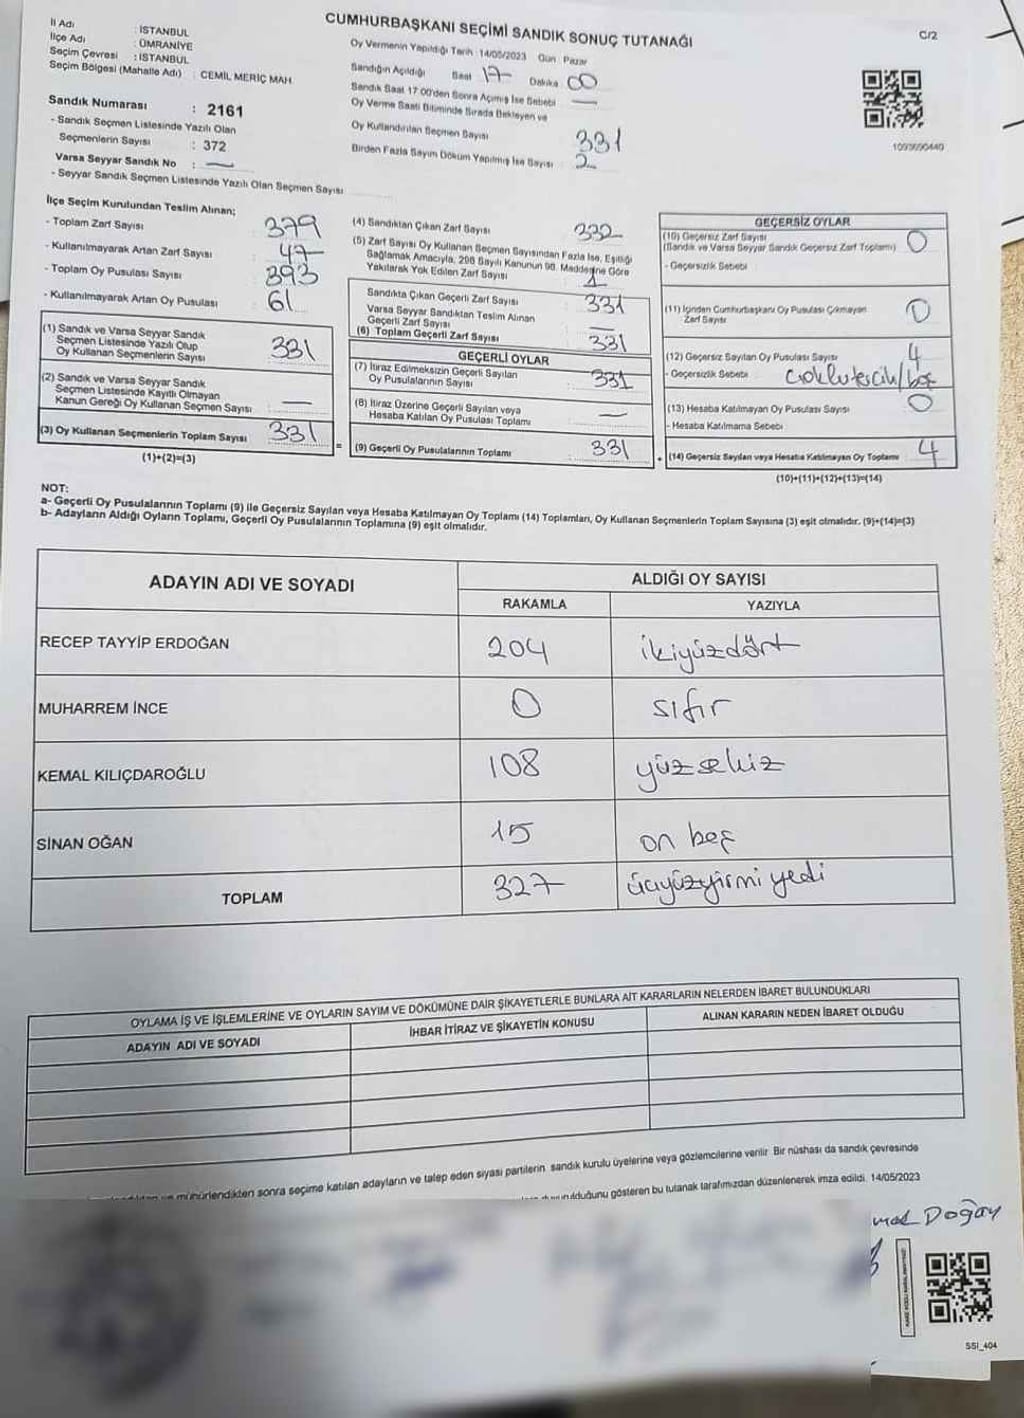 CUMHURBAŞKANI SEÇİMİ SANDIK SONUÇ TUTANAĞI
C/2
İl Adı : İSTANBUL
İlçe Adı : ÜMRANİYE
Seçim Çevresi : İSTANBUL
Seçim Bölgesi (Mahalle Adı) : CEMİL MERİÇ MAH.
Sandık Numarası : 2161
- Sandık Seçmen Listesinde Yazılı Olan
Seçmenlerin Sayısı : 372
Varsa Seyyar Sandık No : —
- Seyyar Sandık Seçmen Listesinde Yazılı Olan Seçmen Sayısı
Oy Vermenin Yapıldığı Tarih : 14/05/2023 Gün : Pazar
Sandığın Açıldığı Saat 17 Dakika 00
Sandık Saat 17.00'den Sonra Açılmış İse Sebebi —
Oy Verme Saati Bitiminde Sırada Bekleyen ve
Oy Kullandırılan Seçmen Sayısı 331
Birden Fazla Sayım Döküm Yapılmış İse Sayısı 2
1093690440
İlçe Seçim Kurulundan Teslim Alınan;
- Toplam Zarf Sayısı : 379
- Kullanılmayarak Artan Zarf Sayısı : 47
- Toplam Oy Pusulası Sayısı : 393
- Kullanılmayarak Artan Oy Pusulası : 61
(1) Sandık ve Varsa Seyyar Sandık
Seçmen Listesinde Yazılı Olup
Oy Kullanan Seçmenlerin Sayısı 331
(2) Sandık ve Varsa Seyyar Sandık
Seçmen Listesinde Kayıtlı Olmayan
Kanun Gereği Oy Kullanan Seçmen Sayısı —
(3) Oy Kullanan Seçmenlerin Toplam Sayısı 331
(1)+(2)=(3)
(4) Sandıktan Çıkan Zarf Sayısı 332
(5) Zarf Sayısı Oy Kullanan Seçmen Sayısından Fazla İse, Eşitliği
Sağlamak Amacıyla, 298 Sayılı Kanunun 98. Maddesine Göre
Yakılarak Yok Edilen Zarf Sayısı 1
Sandıkta Çıkan Geçerli Zarf Sayısı 331
Varsa Seyyar Sandıktan Teslim Alınan
Geçerli Zarf Sayısı —
(6) Toplam Geçerli Zarf Sayısı 331
GEÇERLİ OYLAR
(7) İtiraz Edilmeksizin Geçerli Sayılan
Oy Pusulalarının Sayısı 331
(8) İtiraz Üzerine Geçerli Sayılan veya
Hesaba Katılan Oy Pusulası Toplamı —
= (9) Geçerli Oy Pusulalarının Toplamı 331
GEÇERSİZ OYLAR
(10) Geçersiz Zarf Sayısı
(Sandık ve Varsa Seyyar Sandık Geçersiz Zarf Toplamı) 0
- Geçersizlik Sebebi
(11) İçinden Cumhurbaşkanı Oy Pusulası Çıkmayan
Zarf Sayısı 0
(12) Geçersiz Sayılan Oy Pusulası Sayısı 4
- Geçersizlik Sebebi Çoklutercih/boş
(13) Hesaba Katılmayan Oy Pusulası Sayısı 0
- Hesaba Katılmama Sebebi
+ (14) Geçersiz Sayılan veya Hesaba Katılmayan Oy Toplamı 4
(10)+(11)+(12)+(13)=(14)
NOT:
a- Geçerli Oy Pusulalarının Toplamı (9) ile Geçersiz Sayılan veya Hesaba Katılmayan Oy Toplamı (14) Toplamları, Oy Kullanan Seçmenlerin Toplam Sayısına (3) eşit olmalıdır. (9)+(14)=(3)
b- Adayların Aldığı Oyların Toplamı, Geçerli Oy Pusulalarının Toplamına (9) eşit olmalıdır.
ADAYIN ADI VE SOYADI
ALDIĞI OY SAYISI
RAKAMLA YAZIYLA
RECEP TAYYİP ERDOĞAN 204 ikiyüzdört
MUHARREM İNCE 0 sıfır
KEMAL KILIÇDAROĞLU 108 yüzsekiz
SİNAN OĞAN 15 on beş
TOPLAM 327 üçyüzyirmi yedi
OYLAMA İŞ VE İŞLEMLERİNE VE OYLARIN SAYIM VE DÖKÜMÜNE DAİR ŞİKAYETLERLE BUNLARA AİT KARARLARIN NELERDEN İBARET BULUNDUKLARI
ADAYIN ADI VE SOYADI İHBAR İTİRAZ VE ŞİKAYETİN KONUSU ALINAN KARARIN NEDEN İBARET OLDUĞU
mühürlendikten sonra seçime katılan adayların ve talep eden siyasi partilerin sandık kurulu üyelerine veya gözlemcilerine verilir. Bir nüshası da sandık çevresinde
gösteren bu tutanak tarafımızdan düzenlenerek imza edildi. 14/05/2023
Doğay
SSI_404